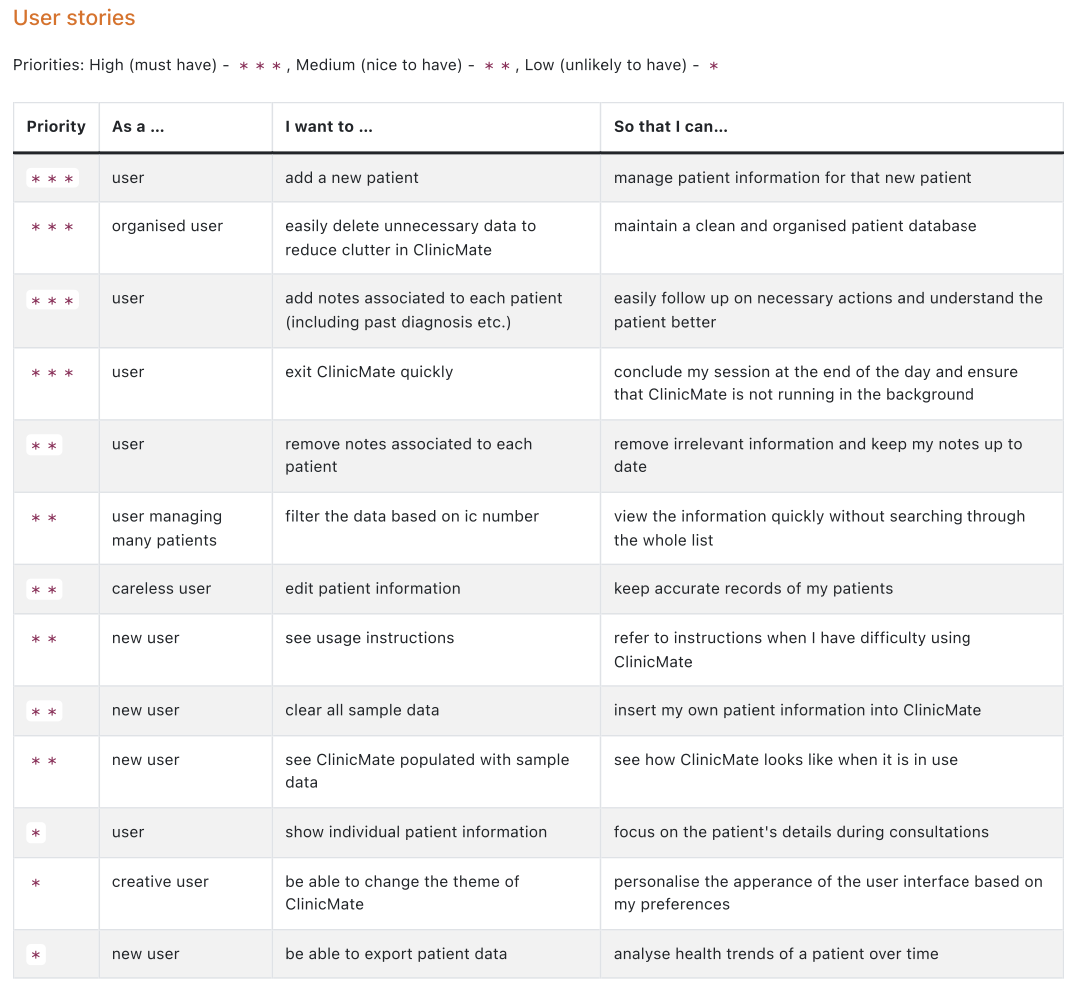 User stories
Priorities: High (must have) - * * *, Medium (nice to have) - * *, Low (unlikely to have) - *
Priority As a ... I want to ... So that I can...
* * * user add a new patient manage patient information for that new patient
* * * organised user easily delete unnecessary data to maintain a clean and organised patient database
reduce clutter in ClinicMate
* * * user add notes associated to each patient easily follow up on necessary actions and understand the
(including past diagnosis etc.) patient better
* * * user exit ClinicMate quickly conclude my session at the end of the day and ensure
that ClinicMate is not running in the background
* * user remove notes associated to each remove irrelevant information and keep my notes up to
patient date
* * user managing filter the data based on ic number view the information quickly without searching through
many patients the whole list
* * careless user edit patient information keep accurate records of my patients
* * new user see usage instructions refer to instructions when I have difficulty using
ClinicMate
* * new user clear all sample data insert my own patient information into ClinicMate
* * new user see ClinicMate populated with sample see how ClinicMate looks like when it is in use
data
* user show individual patient information focus on the patient's details during consultations
* creative user be able to change the theme of personalise the apperance of the user interface based on
ClinicMate my preferences
* new user be able to export patient data analyse health trends of a patient over time